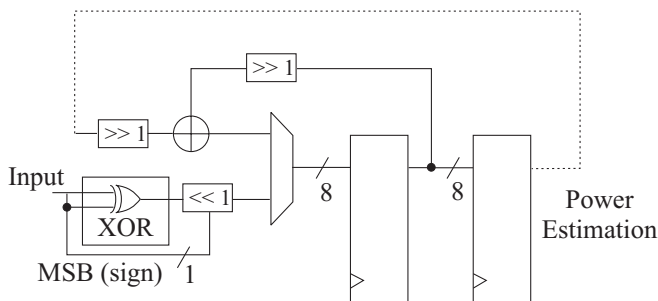 >> 1
>> 1
Input
<< 1
8
8
XOR
Power
Estimation
MSB (sign)
1